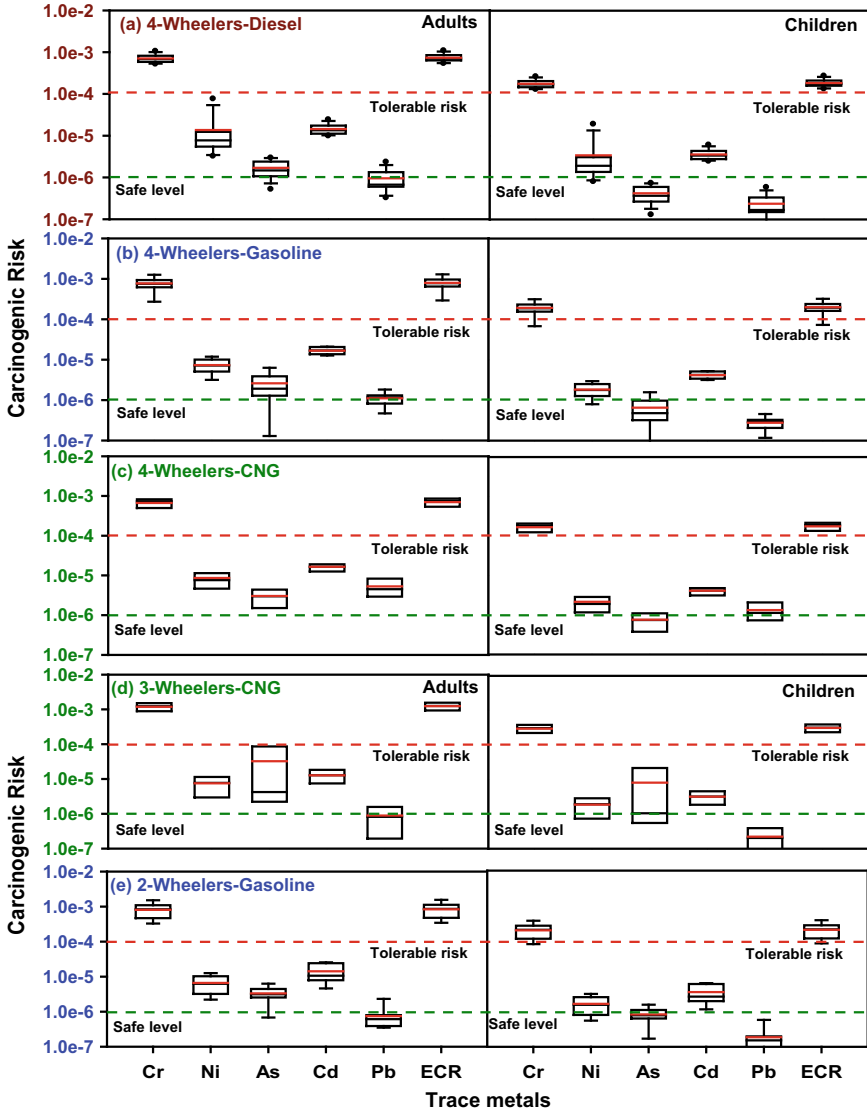 Carcinogenic Risk
(a) 4-Wheelers-Diesel
Adults
Children
1.0e-2
1.0e-3
1.0e-4
1.0e-5
1.0e-6
1.0e-7
Tolerable risk
Tolerable risk
Safe level
Safe level
(b) 4-Wheelers-Gasoline
1.0e-2
1.0e-3
1.0e-4
1.0e-5
1.0e-6
1.0e-7
Tolerable risk
Tolerable risk
Safe level
Safe level
(c) 4-Wheelers-CNG
1.0e-2
1.0e-3
1.0e-4
1.0e-5
1.0e-6
1.0e-7
Tolerable risk
Tolerable risk
Safe level
Safe level
Carcinogenic Risk
(d) 3-Wheelers-CNG
Adults
Children
1.0e-2
1.0e-3
1.0e-4
1.0e-5
1.0e-6
1.0e-7
Tolerable risk
Tolerable risk
Safe level
Safe level
(e) 2-Wheelers-Gasoline
1.0e-2
1.0e-3
1.0e-4
1.0e-5
1.0e-6
1.0e-7
Tolerable risk
Tolerable risk
Safe level
Safe level
Cr Ni As Cd Pb ECR Cr Ni As Cd Pb ECR
Trace metals